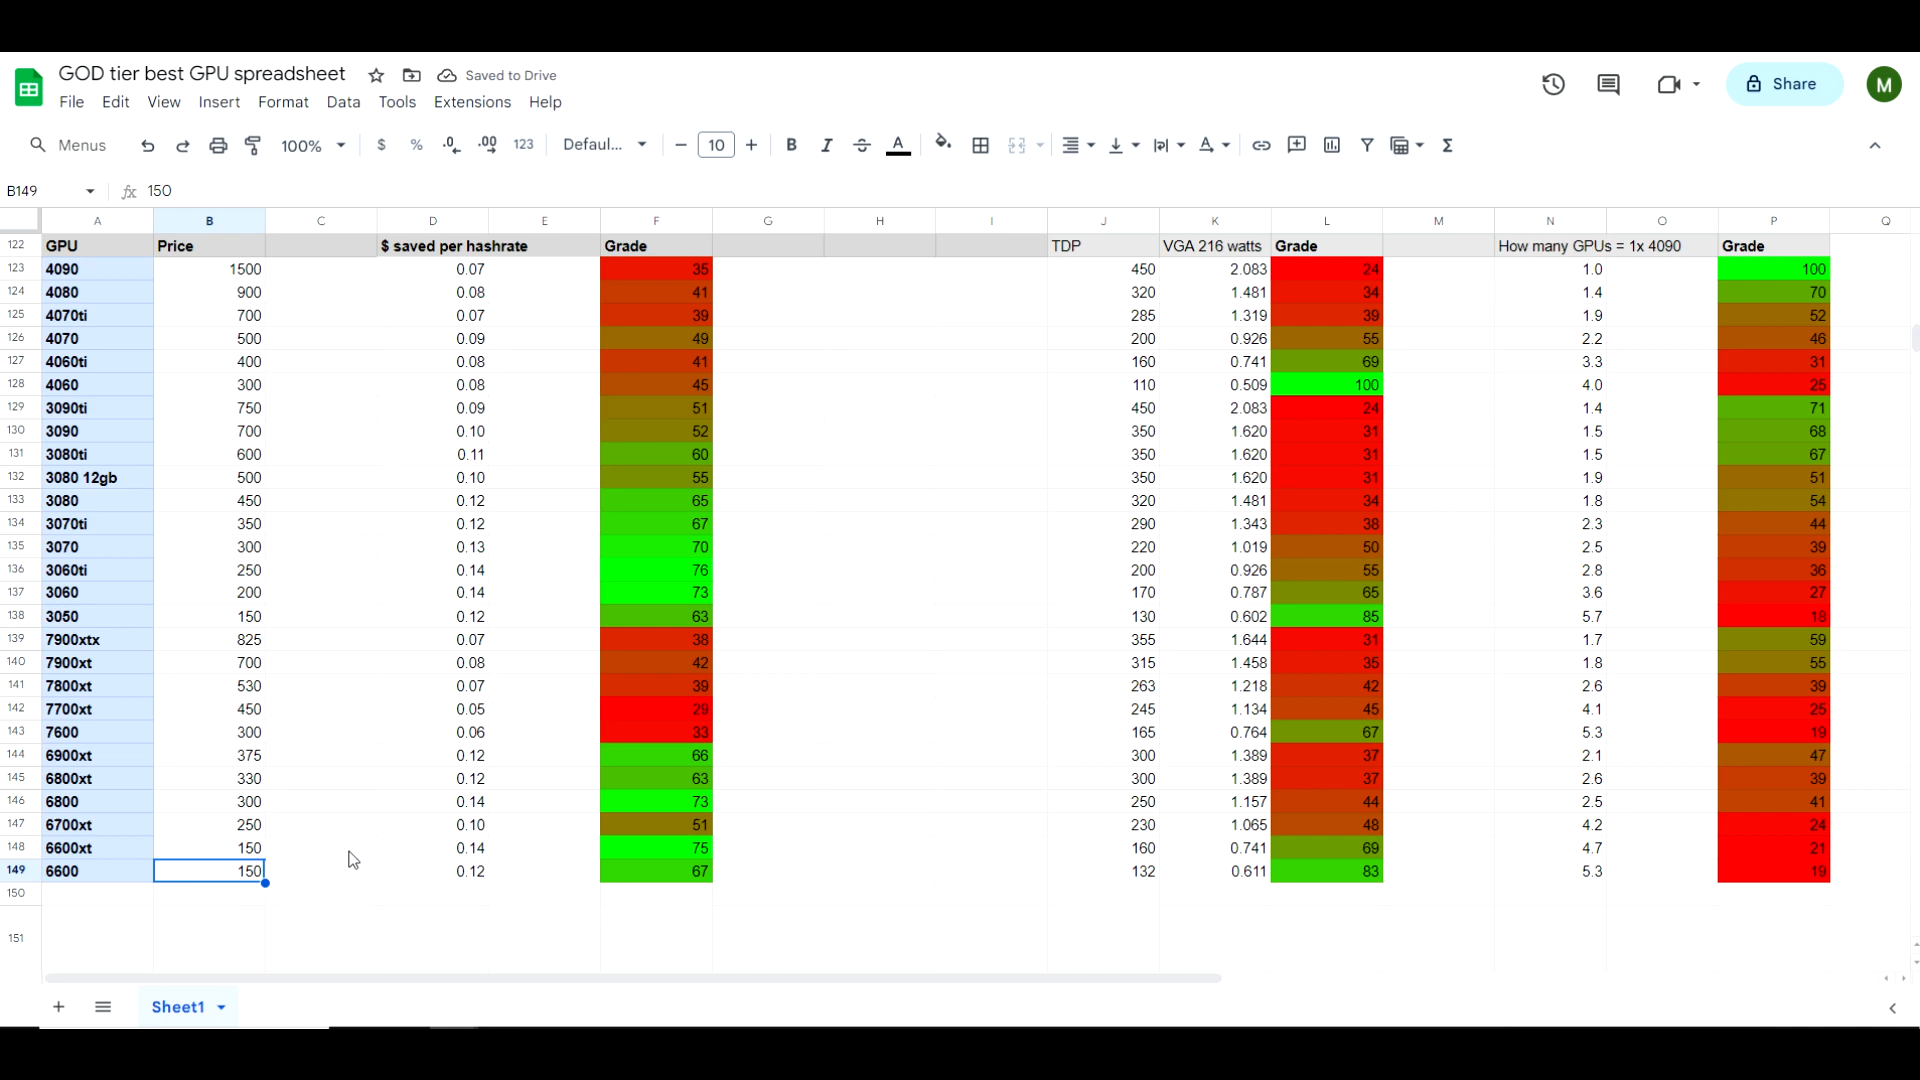 GOD tier best GPU spreadsheet Saved to Drive
File Edit View Insert Format Data Tools Extensions Help
Share M
Menus 100% $ % .0 .00 123 Defaul... − 10 + B I S A Σ
B149 fx 150
A B C D E F G H I J K L M N O P Q
122 GPU Price $ saved per hashrate Grade TDP VGA 216 watts Grade How many GPUs = 1x 4090 Grade
123 4090 1500 0.07 35 450 2.083 24 1.0 100
124 4080 900 0.08 41 320 1.481 34 1.4 70
125 4070ti 700 0.07 39 285 1.319 39 1.9 52
126 4070 500 0.09 49 200 0.926 55 2.2 46
127 4060ti 400 0.08 41 160 0.741 69 3.3 31
128 4060 300 0.08 45 110 0.509 100 4.0 25
129 3090ti 750 0.09 51 450 2.083 24 1.4 71
130 3090 700 0.10 52 350 1.620 31 1.5 68
131 3080ti 600 0.11 60 350 1.620 31 1.5 67
132 3080 12gb 500 0.10 55 350 1.620 31 1.9 51
133 3080 450 0.12 65 320 1.481 34 1.8 54
134 3070ti 350 0.12 67 290 1.343 38 2.3 44
135 3070 300 0.13 70 220 1.019 50 2.5 39
136 3060ti 250 0.14 76 200 0.926 55 2.8 36
137 3060 200 0.14 73 170 0.787 65 3.6 27
138 3050 150 0.12 63 130 0.602 85 5.7 18
139 7900xtx 825 0.07 38 355 1.644 31 1.7 59
140 7900xt 700 0.08 42 315 1.458 35 1.8 55
141 7800xt 530 0.07 39 263 1.218 42 2.6 39
142 7700xt 450 0.05 29 245 1.134 45 4.1 25
143 7600 300 0.06 33 165 0.764 67 5.3 19
144 6900xt 375 0.12 66 300 1.389 37 2.1 47
145 6800xt 330 0.12 63 300 1.389 37 2.6 39
146 6800 300 0.14 73 250 1.157 44 2.5 41
147 6700xt 250 0.10 51 230 1.065 48 4.2 24
148 6600xt 150 0.14 75 160 0.741 69 4.7 21
149 6600 150 0.12 67 132 0.611 83 5.3 19
150
151
Sheet1